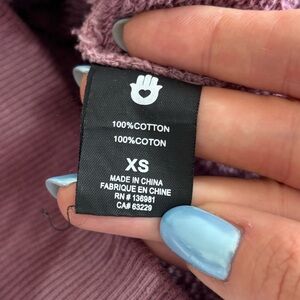 100%COTTON
100%COTON
XS
MADE IN CHINA
FABRIQUE EN CHINE
RN # 136981
CA# 63229